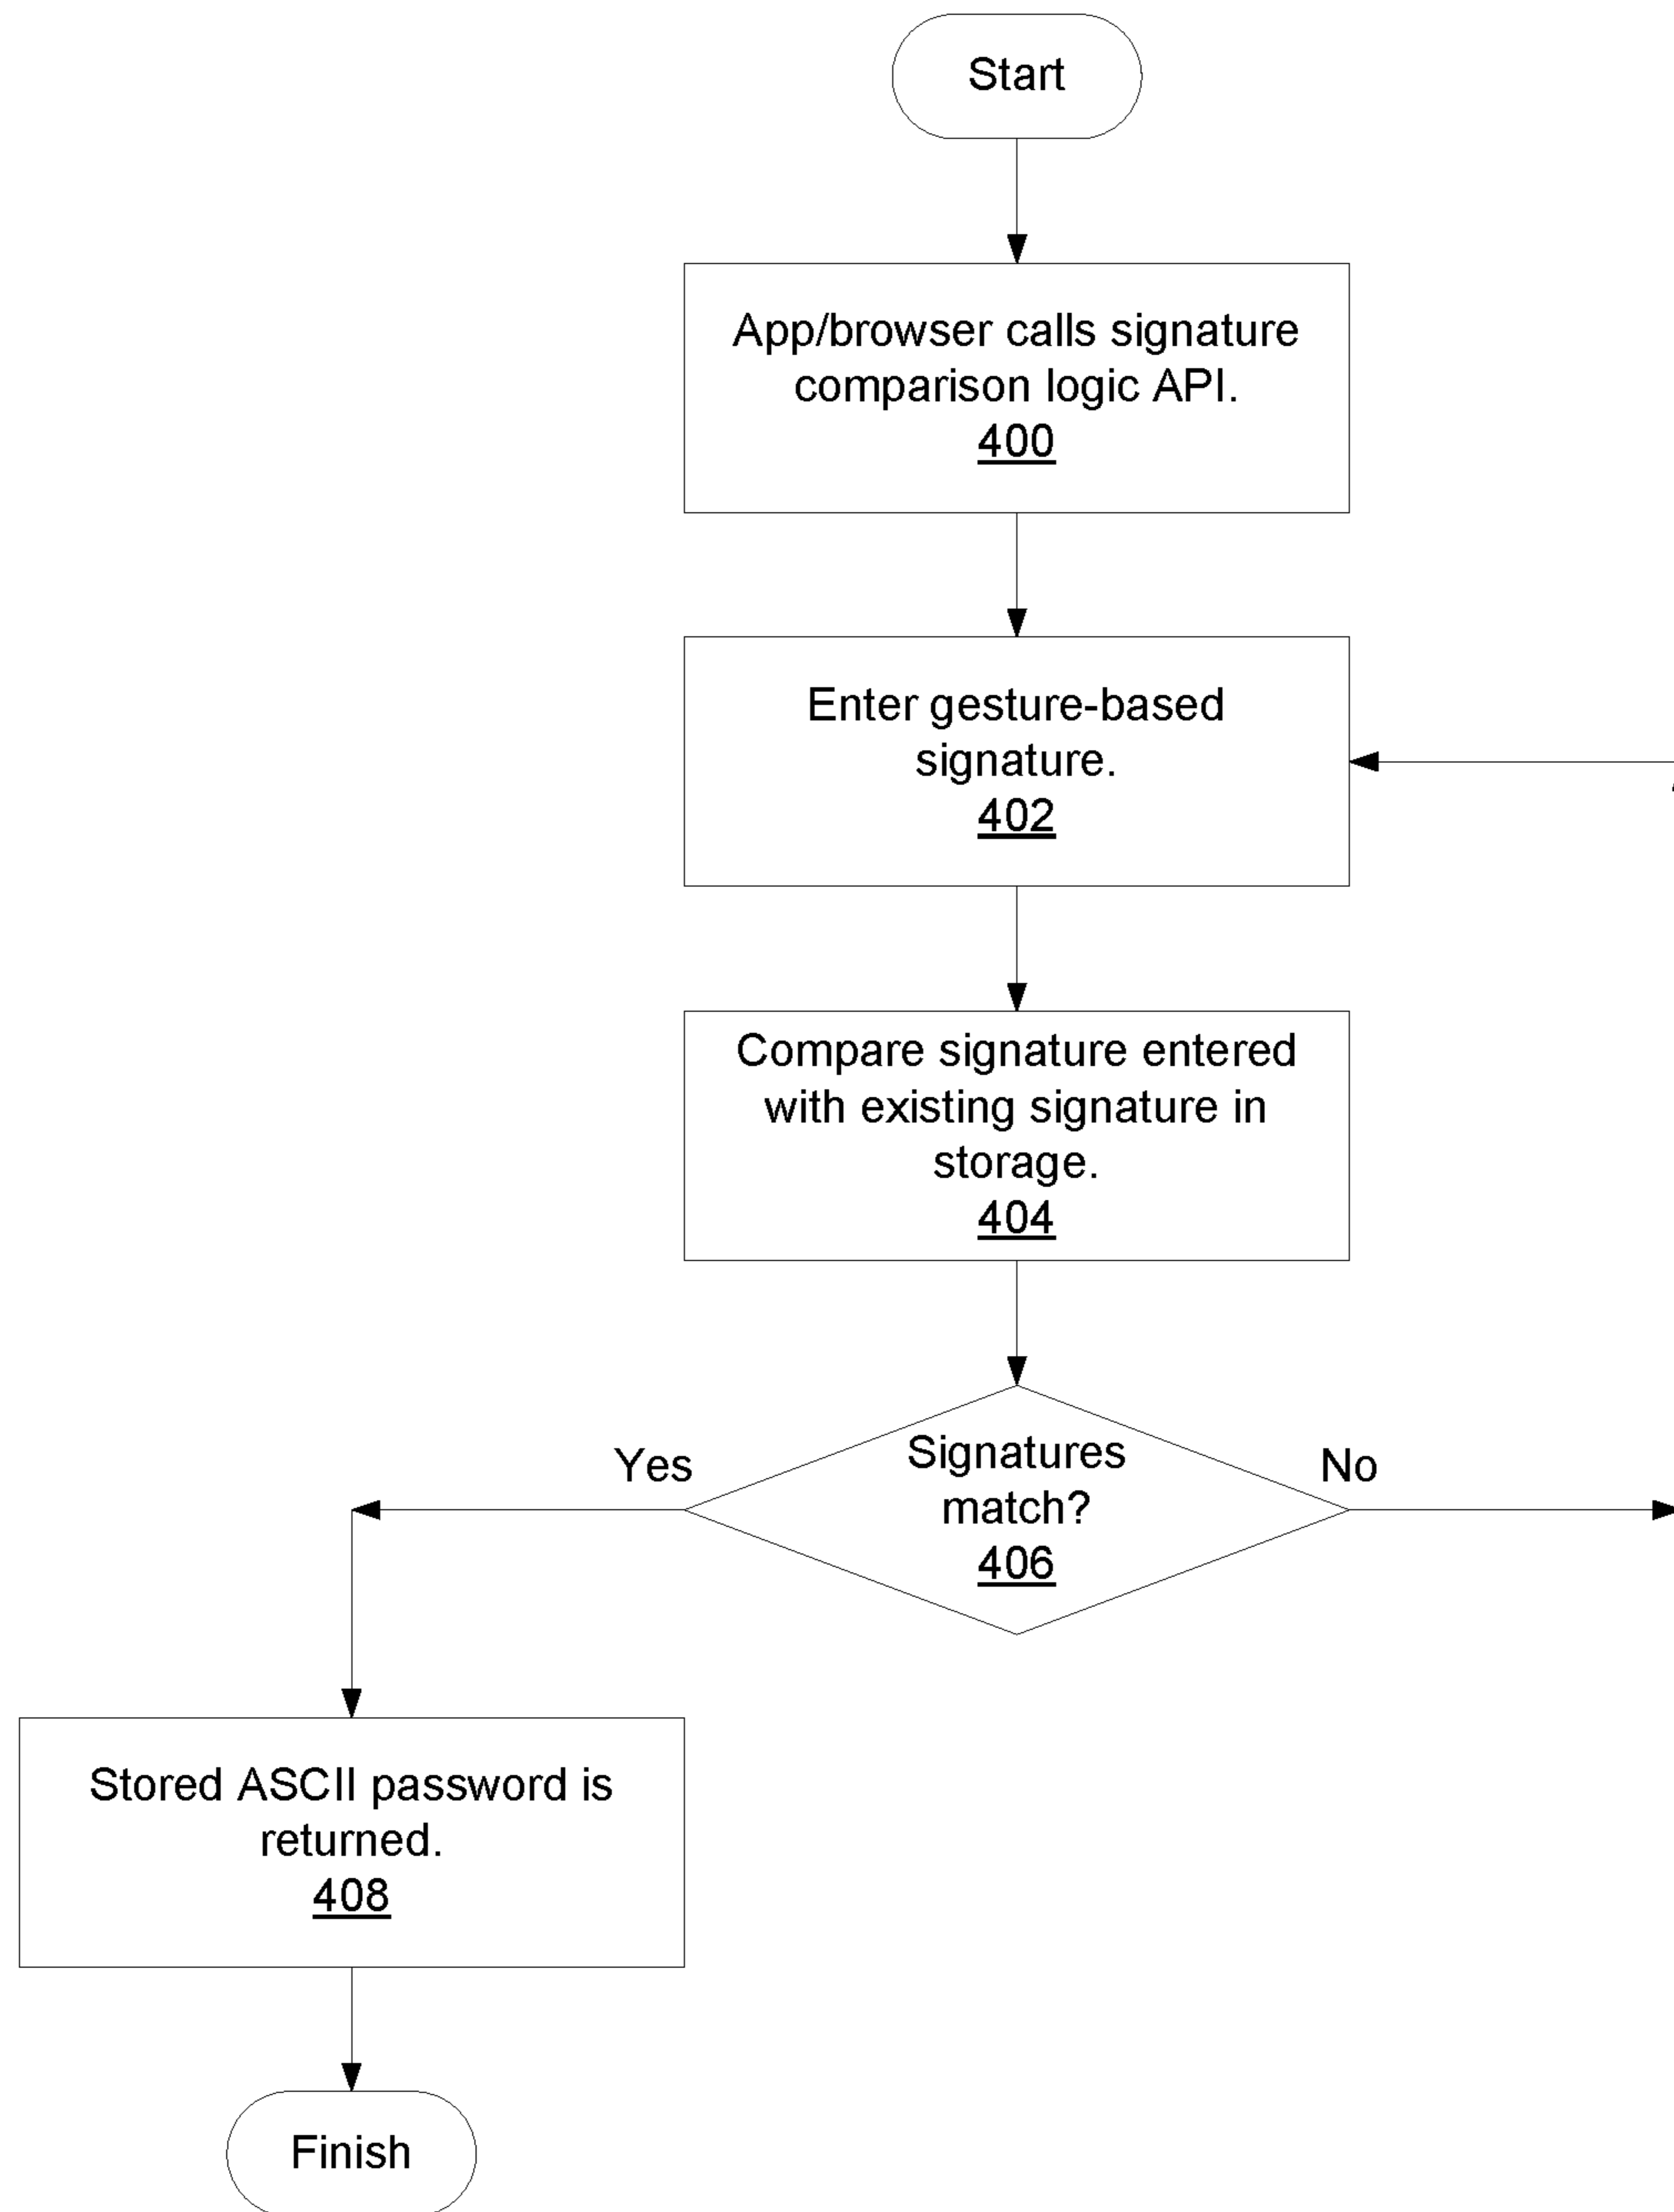 Start
App/browser calls signature
comparison logic API.
400
Enter gesture-based
signature.
402
Compare signature entered
with existing signature in
storage.
404
Yes
Signatures
match?
406
No
Stored ASCII password is
returned.
408
Finish